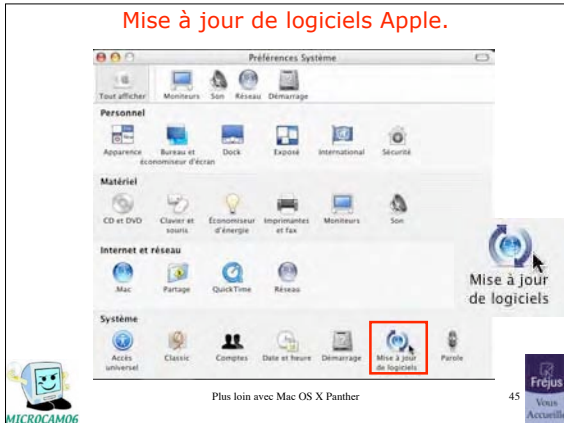 Mise à jour de logiciels Apple.
Préférences Système
Tout afficher
Moniteurs
Son
Réseau
Démarrage
Personnel
Apparence
Bureau et
économiseur d'écran
Dock
Exposé
International
Sécurité
Matériel
CD et DVD
Clavier et
souris
Économiseur
d'énergie
Imprimantes
et fax
Moniteurs
Son
Internet et réseau
.Mac
Partage
QuickTime
Réseau
Mise à jour
de logiciels
Système
Accès
universel
Classic
Comptes
Date et heure
Démarrage
Mise à jour
de logiciels
Parole
MICROCAM06
Plus loin avec Mac OS X Panther
45
Fréjus
Vous
Accueille